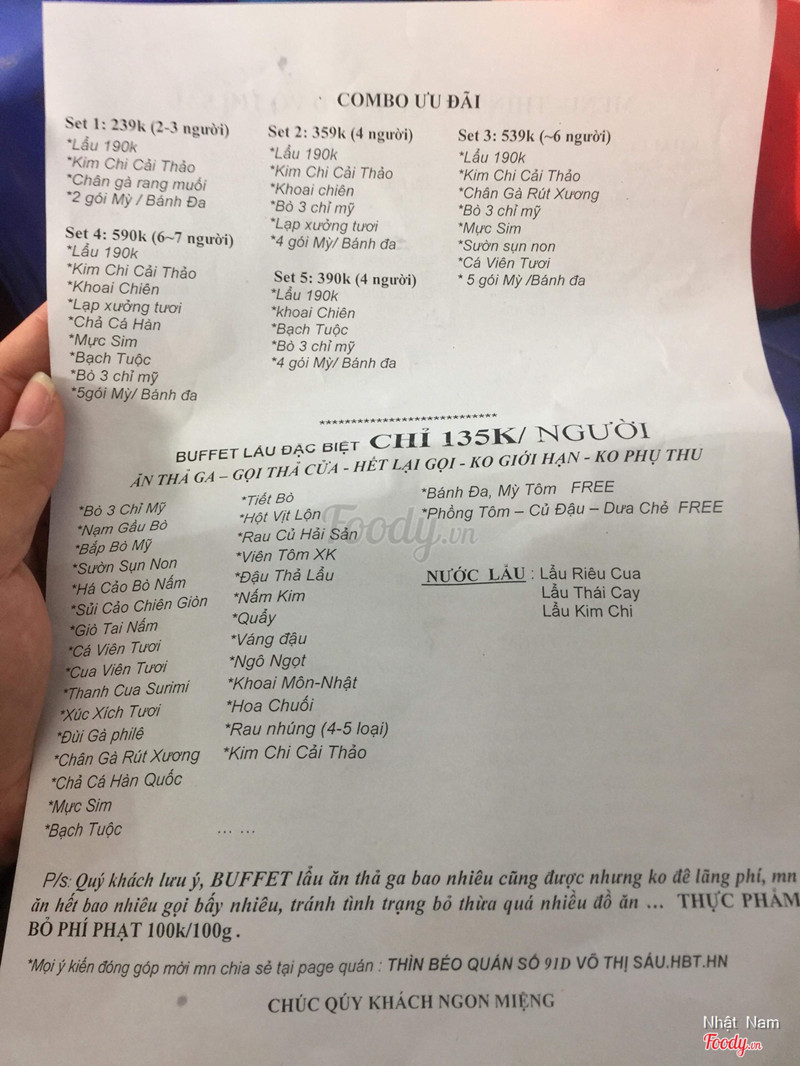 COMBO ƯU ĐÃI
Set 1: 239k (2-3 người)
*Lẩu 190k
*Kim Chi Cải Thảo
*Chân gà rang muối
*2 gói Mỳ / Bánh Đa
Set 2: 359k (4 người)
*Lẩu 190k
*Kim Chi Cải Thảo
*Khoai chiên
*Bò 3 chỉ mỹ
*Lạp xưởng tươi
*4 gói Mỳ/ Bánh đa
Set 3: 539k (~6 người)
*Lẩu 190k
*Kim Chi Cải Thảo
*Chân Gà Rút Xương
*Bò 3 chỉ mỹ
*Mực Sim
*Sườn sụn non
*Cá Viên Tươi
* 5 gói Mỳ /Bánh đa
Set 4: 590k (6~7 người)
*Lẩu 190k
*Kim Chi Cải Thảo
*Khoai Chiên
*Lạp xưởng tươi
*Chả Cá Hàn
*Mực Sim
*Bạch Tuộc
*Bò 3 chỉ mỹ
*5gói Mỳ/ Bánh đa
Set 5: 390k (4 người)
*Lẩu 190k
*khoai Chiên
*Bạch Tuộc
*Bò 3 chỉ mỹ
*4 gói Mỳ/ Bánh đa
****************************
BUFFET LẨU ĐẶC BIỆT CHỈ 135K/ NGƯỜI
ĂN THẢ GA – GỌI THẢ CỬA - HẾT LẠI GỌI - KO GIỚI HẠN - KO PHỤ THU
*Bò 3 Chỉ Mỹ
*Nạm Gầu Bò
*Bắp Bò Mỹ
*Sườn Sụn Non
*Há Cảo Bò Nấm
*Sủi Cảo Chiên Giòn
*Giò Tai Nấm
*Cá Viên Tươi
*Cua Viên Tươi
*Thanh Cua Surimi
*Xúc Xích Tươi
*Đùi Gà philê
*Chân Gà Rút Xương
*Chả Cá Hàn Quốc
*Mực Sim
*Bạch Tuộc
*Tiết Bò
*Hột Vịt Lộn
*Rau Củ Hải Sản
*Viên Tôm XK
*Đậu Thả Lẩu
*Nấm Kim
*Quẩy
*Váng đậu
*Ngô Ngọt
*Khoai Môn-Nhật
*Hoa Chuối
*Rau nhúng (4-5 loại)
*Kim Chi Cải Thảo
... ...
*Bánh Đa, Mỳ Tôm FREE
*Phồng Tôm – Củ Đậu – Dưa Chẻ FREE
NƯỚC LẨU : Lẩu Riêu Cua
Lẩu Thái Cay
Lẩu Kim Chi
P/s: Quý khách lưu ý, BUFFET lẩu ăn thả ga bao nhiêu cũng được nhưng ko để lãng phí, mn
ăn hết bao nhiêu gọi bấy nhiêu, tránh tình trạng bỏ thừa quá nhiều đồ ăn ... THỰC PHẨM
BỎ PHÍ PHẠT 100k/100g .
*Mọi ý kiến đóng góp mời mn chia sẻ tại page quán : THÌN BÉO QUÁN SỐ 91D VÕ THỊ SÁU.HBT.HN
CHÚC QÚY KHÁCH NGON MIỆNG
Foody.vn
Nhật Nam
Foody.vn